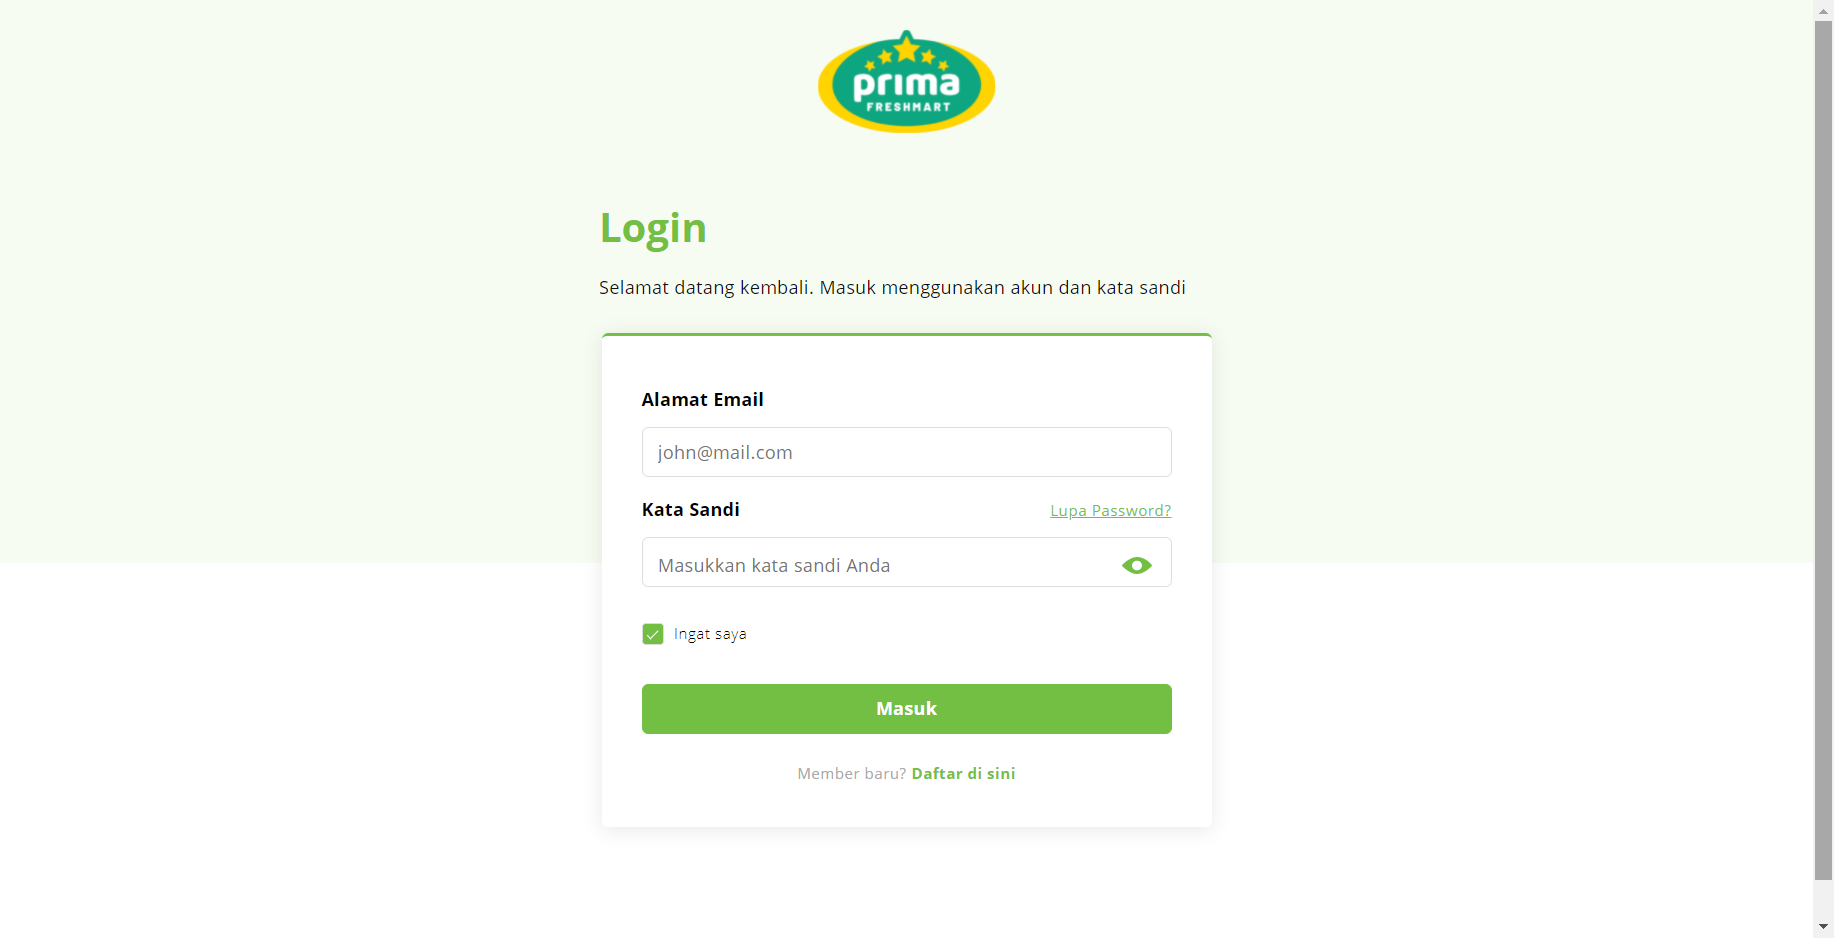 prima
FRESHMART
Login
Selamat datang kembali. Masuk menggunakan akun dan kata sandi
Alamat Email
john@mail.com
Kata Sandi
Lupa Password?
Masukkan kata sandi Anda
Ingat saya
Masuk
Member baru? Daftar di sini